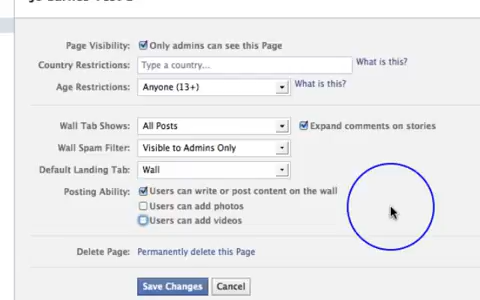 Page Visibility: Only admins can see this Page
Country Restrictions: Type a country... What is this?
Age Restrictions: Anyone (13+) What is this?
Wall Tab Shows: All Posts Expand comments on stories
Wall Spam Filter: Visible to Admins Only
Default Landing Tab: Wall
Posting Ability: Users can write or post content on the wall
Users can add photos
Users can add videos
Delete Page: Permanently delete this Page
Save Changes Cancel